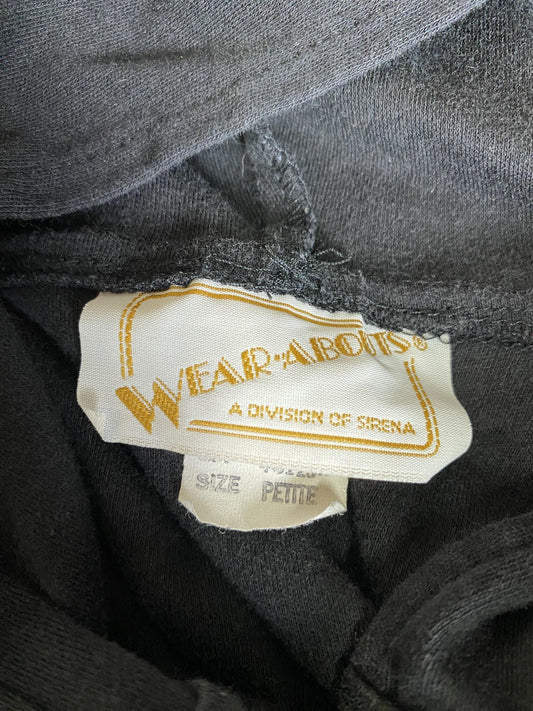 WEAR·ABOUTS®
A DIVISION OF SIRENA
SIZE PETITE